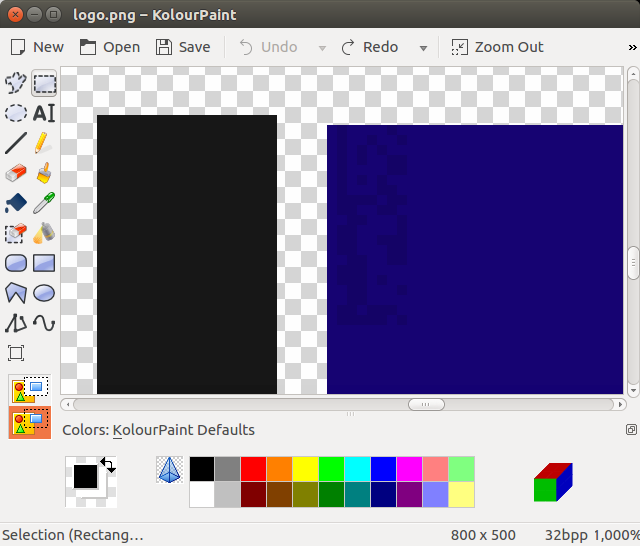 logo.png – KolourPaint
New Open Save Undo Redo Zoom Out »
AI
Colors: KolourPaint Defaults
Selection (Rectang… 800 x 500 32bpp 1,000%